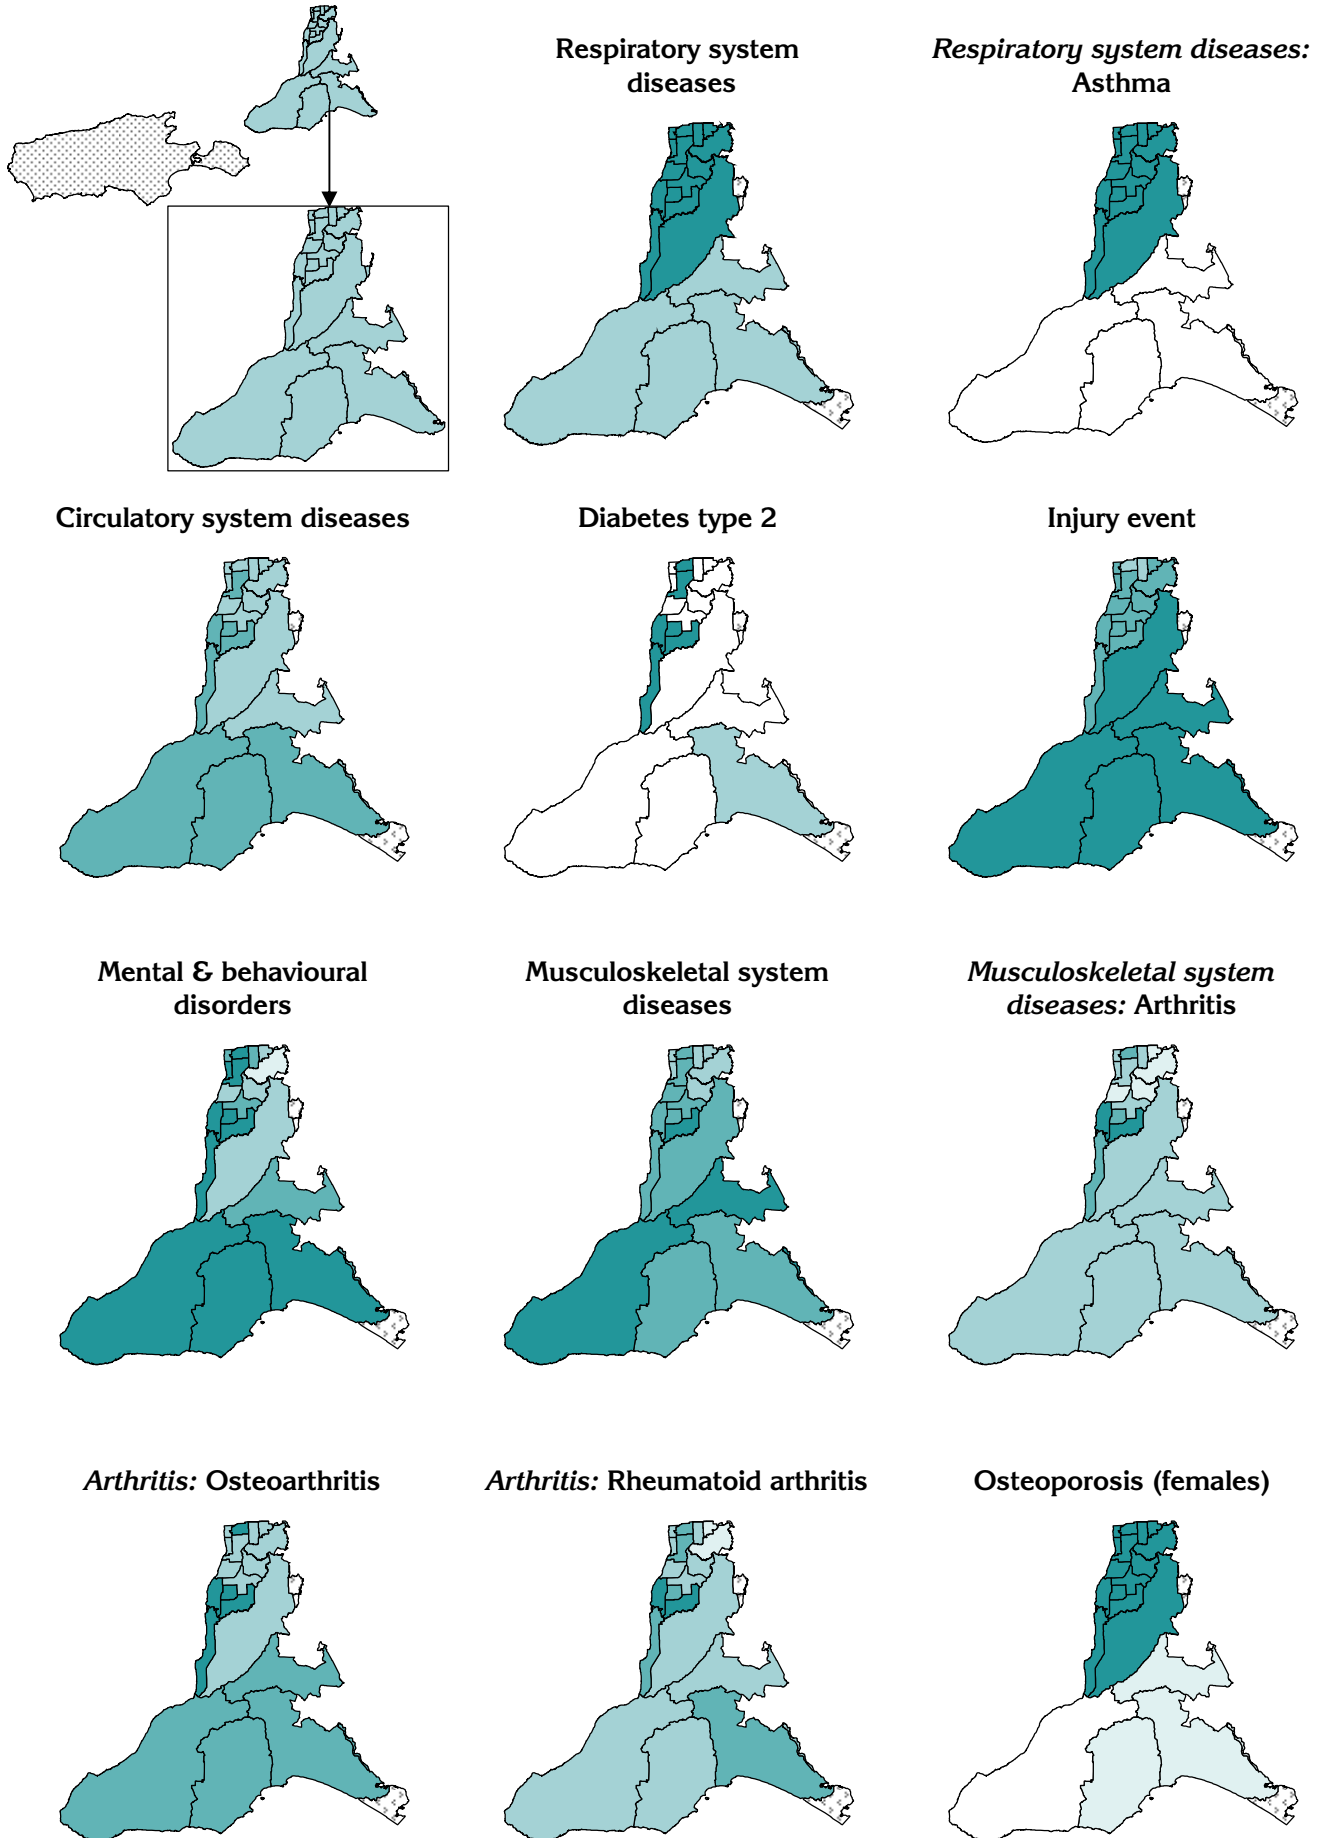 Respiratory system
diseases
Respiratory system diseases:
Asthma
Circulatory system diseases
Diabetes type 2
Injury event
Mental & behavioural
disorders
Musculoskeletal system
diseases
Musculoskeletal system
diseases: Arthritis
Arthritis: Osteoarthritis
Arthritis: Rheumatoid arthritis
Osteoporosis (females)